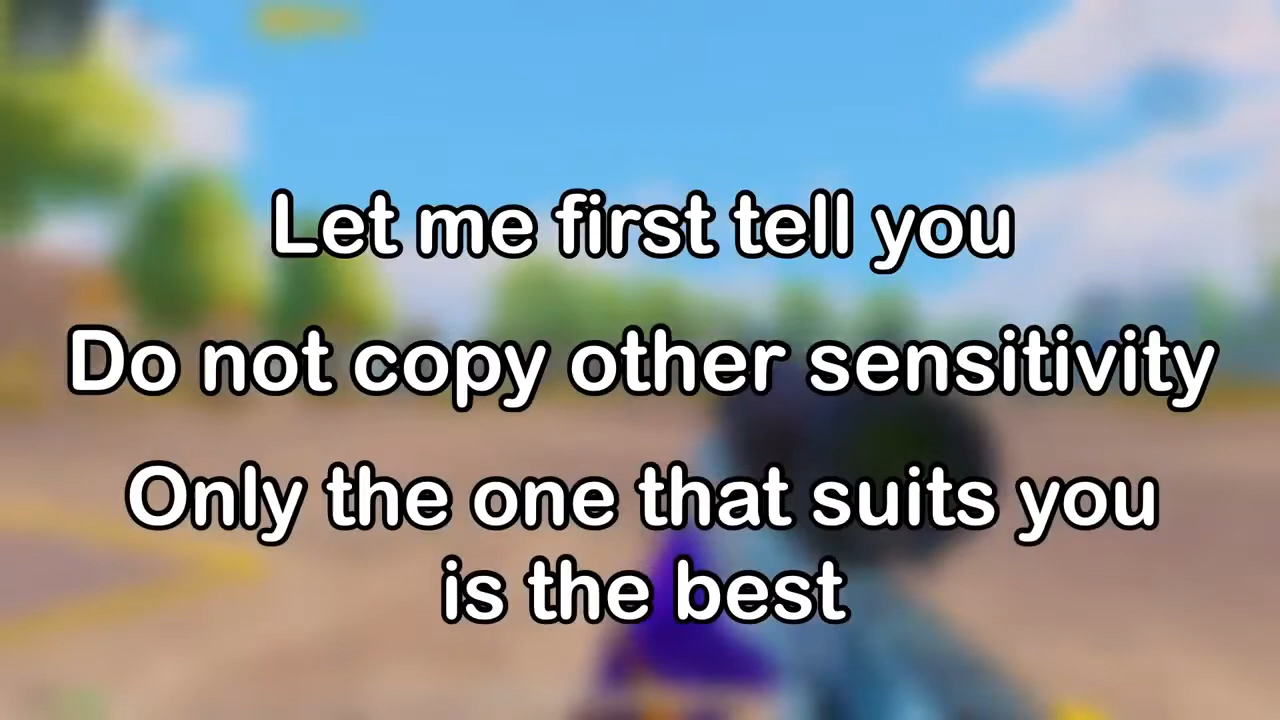 Let me first tell you
Do not copy other sensitivity
Only the one that suits you
is the best